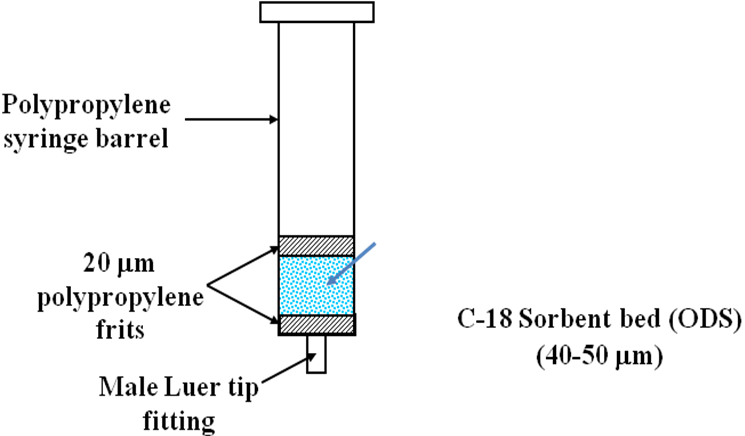 Polypropylene
syringe barrel
20 μm
polypropylene
frits
C-18 Sorbent bed (ODS)
(40-50 μm)
Male Luer tip
fitting